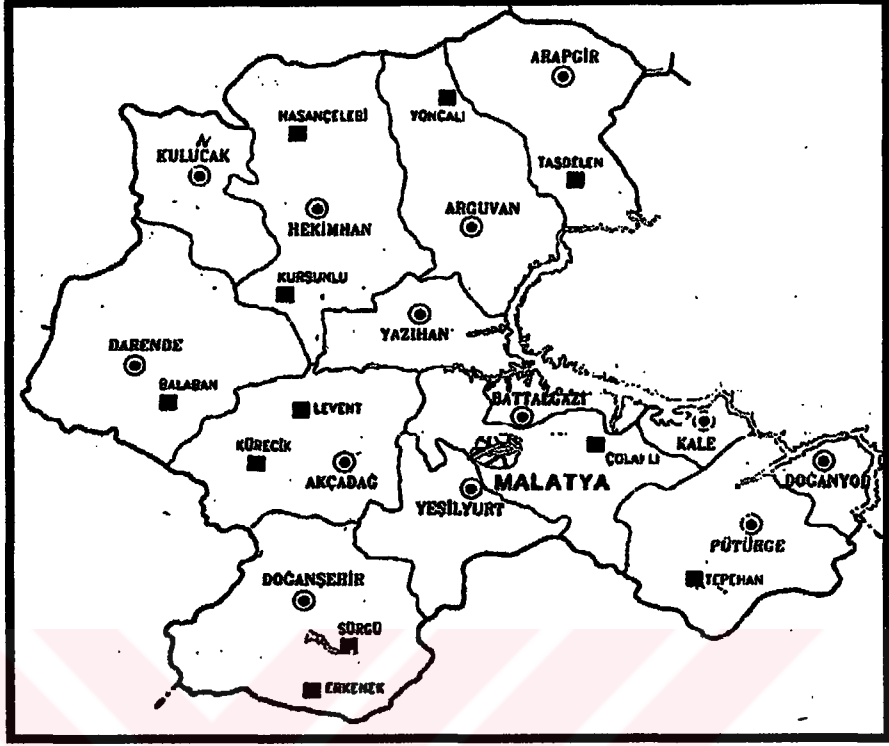 ARAPGİR
HASANÇELEBİ
YONCALI
N
KULUCAK
TAŞDELEN
HEKİMHAN
ARGUVAN
KURŞUNLU
YAZIHAN
DARENDE
BALABAN
BATTALGAZİ
LEVENT
KALE
KÜRECİK
AKÇADAĞ
MALATYA
DOĞANYOL
YEŞİLYURT
PÜTÜRGE
DOĞANŞEHİR
TEPEHAN
SÜRGÜ
ERKENEK